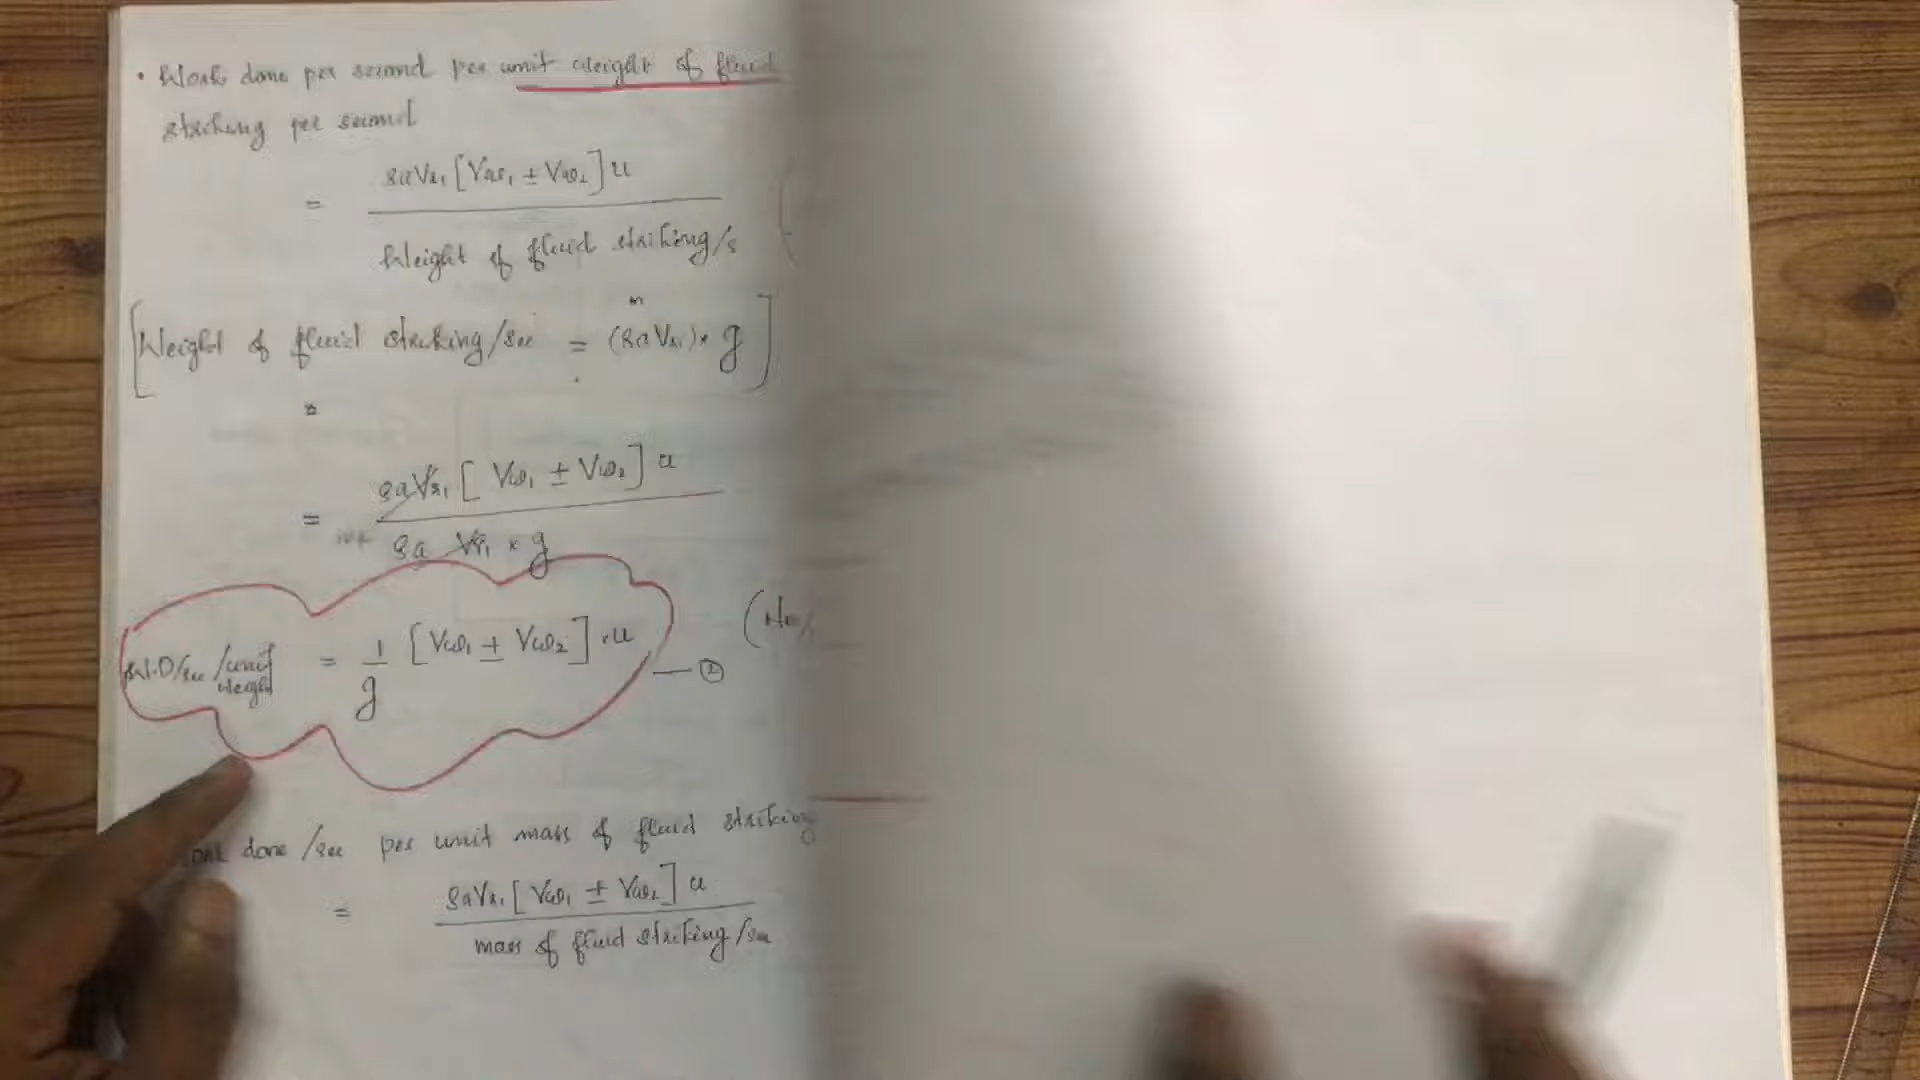 • Work done per second per unit weight of fluid
striking per second
= ρaVr₁[Vw₁ ± Vw₂]u
Weight of fluid striking/s
[Weight of fluid striking/sec = (ρaVr₁)× g]
= ρaVr₁[Vw₁ ± Vw₂]u
ρa Vr₁ × g
W.D/sec/unit weight = 1/g [Vw₁ ± Vw₂]·u — ②
done/sec per unit mass of fluid striking
= ρaVr₁[Vw₁ ± Vw₂]u
mass of fluid striking/sec